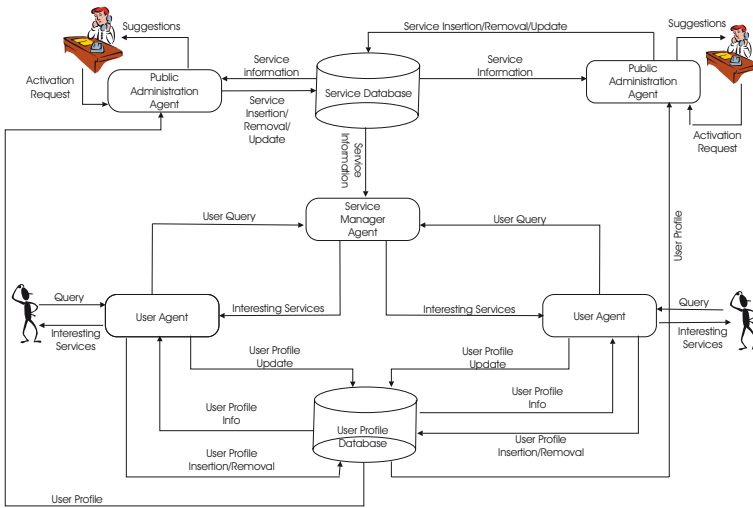 Suggestions
Service Insertion/Removal/Update
Suggestions
Activation
Request
Public
Administration
Agent
Service
information
Service
Insertion/
Removal/
Update
Service Database
Service
Information
Public
Administration
Agent
Activation
Request
Service
Information
User Query
Service
Manager
Agent
User Query
User Profile
Query
Interesting
Services
User Agent
Interesting Services
Interesting Services
User Agent
Query
Interesting
Services
User Profile
Update
User Profile
Update
User Profile
Info
User Profile
Info
User Profile
Database
User Profile
Insertion/Removal
User Profile
Insertion/Removal
User Profile